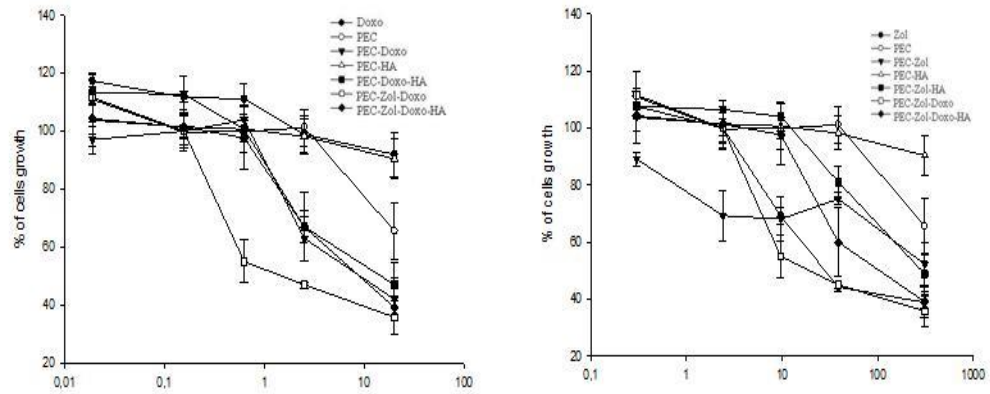 140
120
100
80
60
40
20
% of cells growth
0,01
0,1
1
10
100
Doxo
PEC
PEC-Doxo
PEC-HA
PEC-Doxo-HA
PEC-Zol-Doxo
PEC-Zol-Doxo-HA
140
120
100
80
60
40
20
% of cells growth
0,1
1
10
100
1000
Zol
PEC
PEC-Zol
PEC-HA
PEC-Zol-HA
PEC-Zol-Doxo
PEC-Zol-Doxo-HA